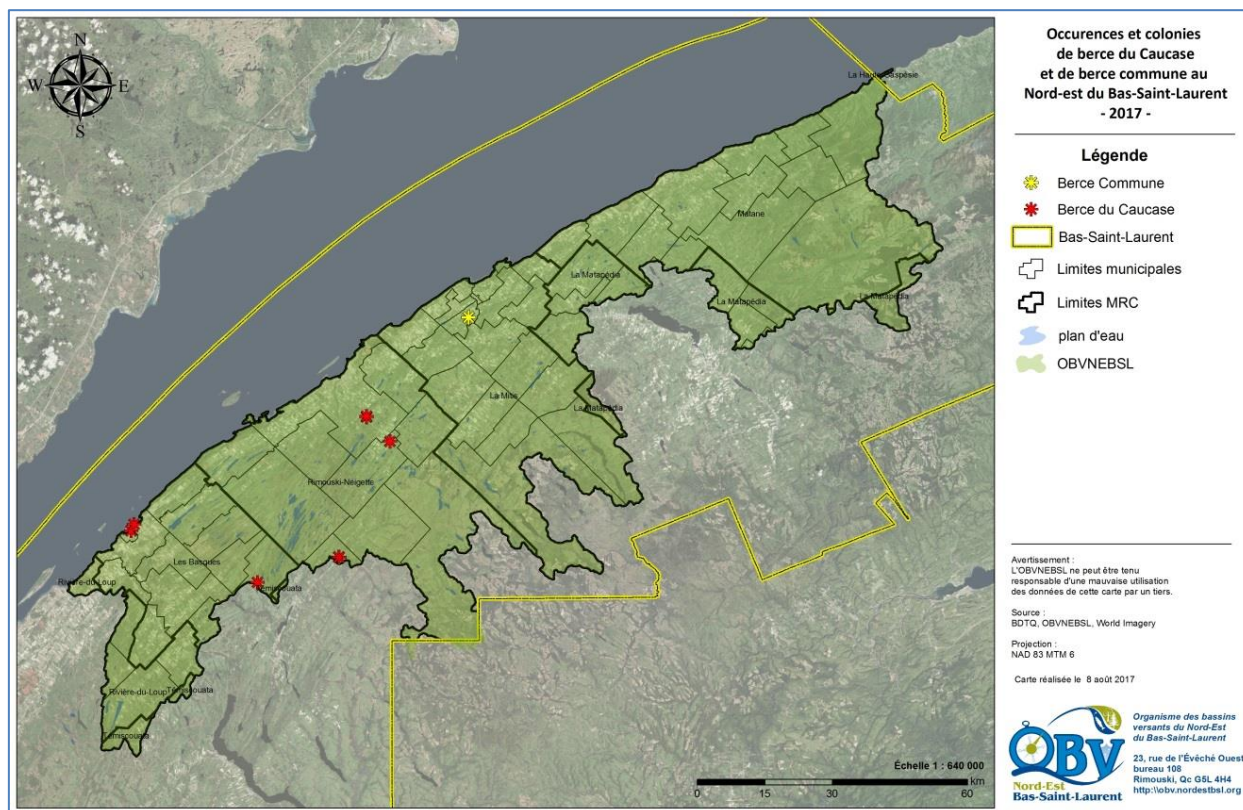 Occurences et colonies
de berce du Caucase
et de berce commune au
Nord-est du Bas-Saint-Laurent
- 2017 -
Légende
Berce Commune
Berce du Caucase
Bas-Saint-Laurent
Limites municipales
Limites MRC
plan d'eau
OBVNEBSL
N
W E
S
La Haute-Gaspésie
Matane
La Matapédia
La Matapédia
La Matapédia
La Mitis
La Matapédia
Rimouski-Neigette
Les Basques
Rivière-du-Loup
Témiscouata
Rivière-du-Loup
Témiscouata
Témiscouata
Échelle 1 : 640 000
km
0 15 30 60
Avertissement :
L'OBVNEBSL ne peut être tenu
responsable d'une mauvaise utilisation
des données de cette carte par un tiers.
Source :
BDTQ, OBVNEBSL, World Imagery
Projection :
NAD 83 MTM 6
Carte réalisée le 8 août 2017
OBV
Nord-Est
Bas-Saint-Laurent
Organisme des bassins
versants du Nord-Est
du Bas-Saint-Laurent
23, rue de l'Évêché Ouest
bureau 108
Rimouski, Qc G5L 4H4
http:\\obv.nordestbsl.org